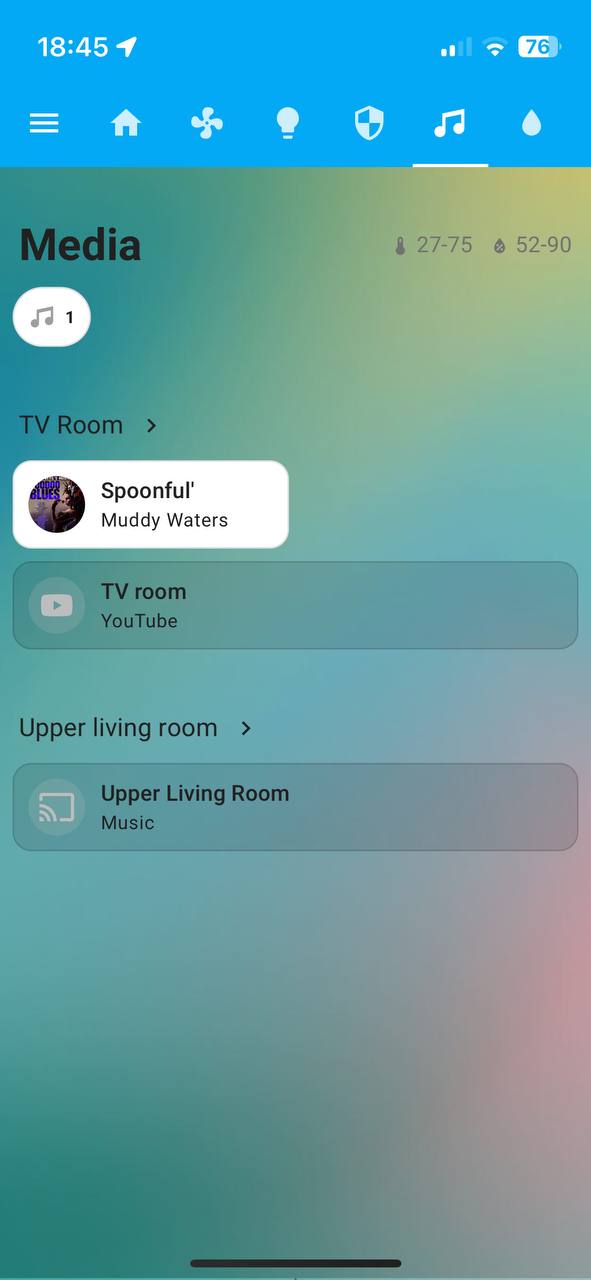 18:45
76
Media
27-75 52-90
1
TV Room
Spoonful'
Muddy Waters
TV room
YouTube
Upper living room
Upper Living Room
Music